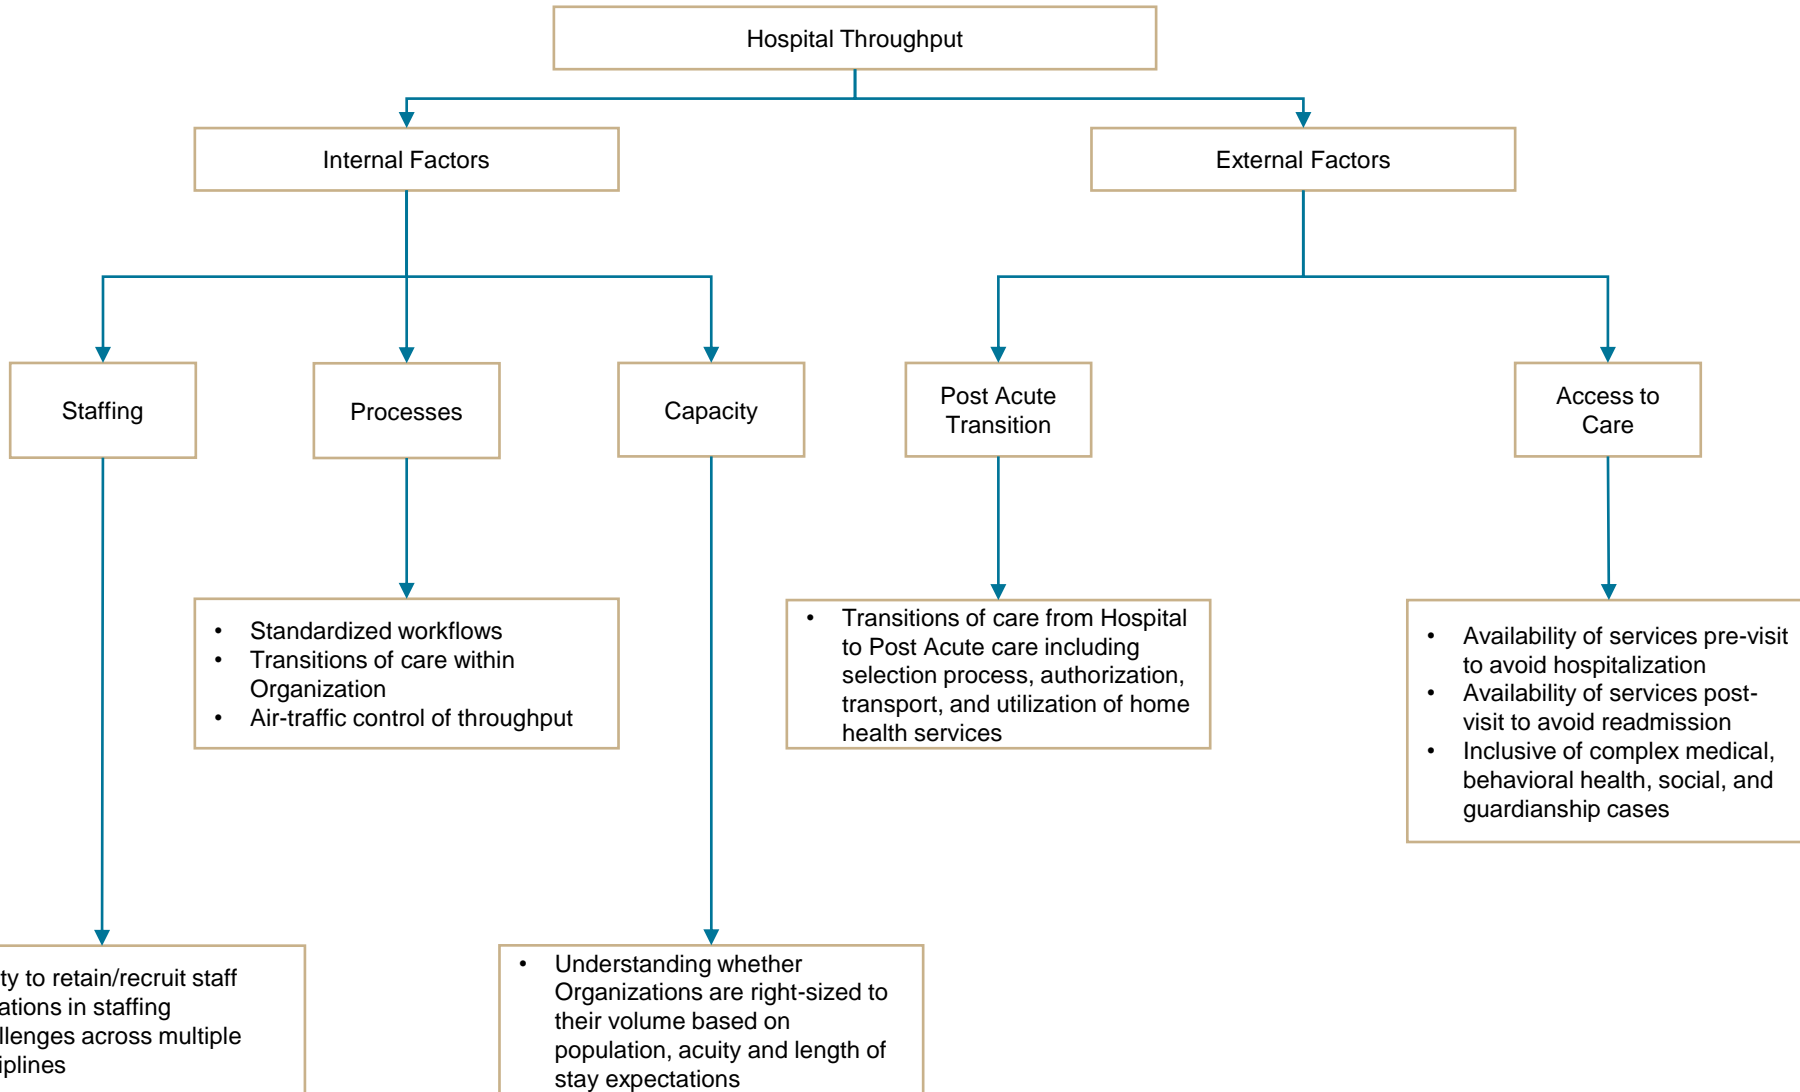 Hospital Throughput
Internal Factors
External Factors
Staffing
Processes
Capacity
Post Acute
Transition
Access to
Care
• Standardized workflows
• Transitions of care within
Organization
• Air-traffic control of throughput
• Transitions of care from Hospital
to Post Acute care including
selection process, authorization,
transport, and utilization of home
health services
• Availability of services pre-visit
to avoid hospitalization
• Availability of services post-
visit to avoid readmission
• Inclusive of complex medical,
behavioral health, social, and
guardianship cases
to retain/recruit staff
in staffing
across multiple
• Understanding whether
Organizations are right-sized to
their volume based on
population, acuity and length of
stay expectations